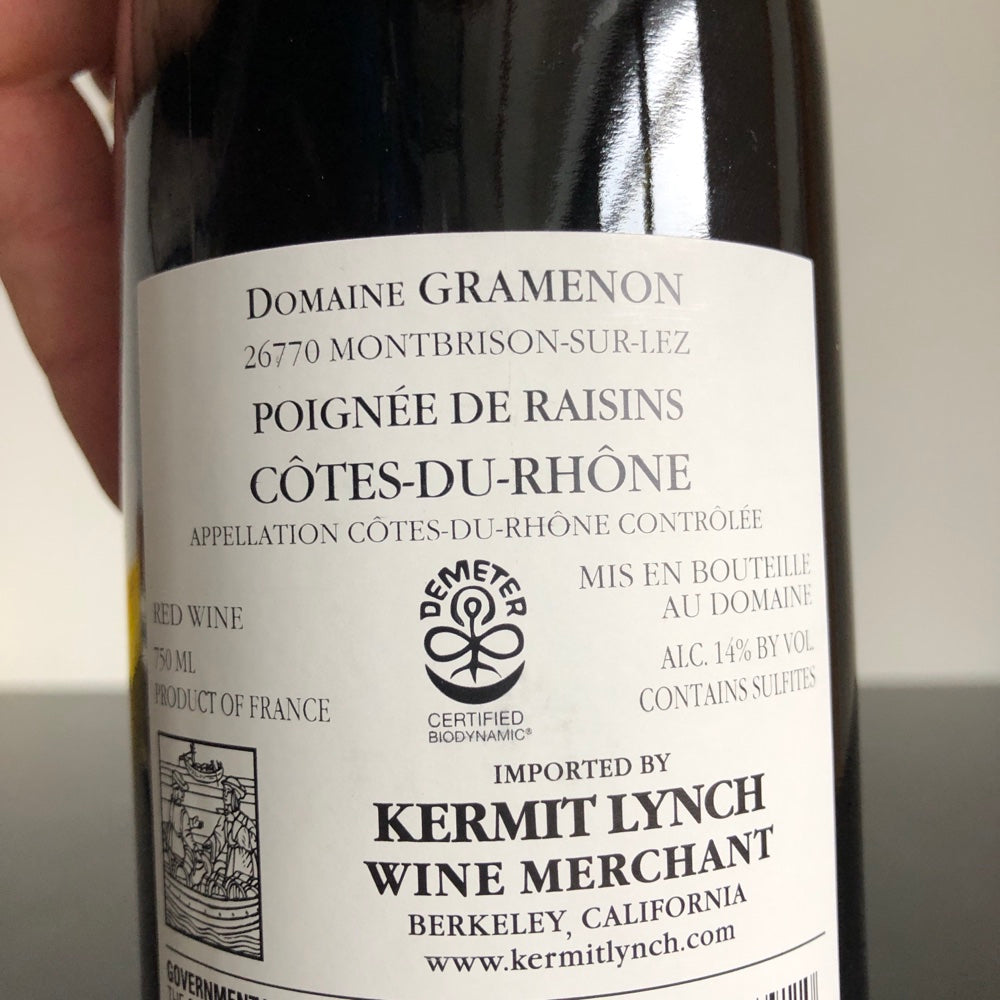 DOMAINE GRAMENON
26770 MONTBRISON-SUR-LEZ
POIGNÉE DE RAISINS
CÔTES-DU-RHÔNE
APPELLATION CÔTES-DU-RHÔNE CONTRÔLÉE
RED WINE
750 ML
PRODUCT OF FRANCE
DEMETER
CERTIFIED
BIODYNAMIC®
MIS EN BOUTEILLE
AU DOMAINE
ALC. 14% BY VOL.
CONTAINS SULFITES
IMPORTED BY
KERMIT LYNCH
WINE MERCHANT
BERKELEY, CALIFORNIA
www.kermitlynch.com
GOVERNMENT